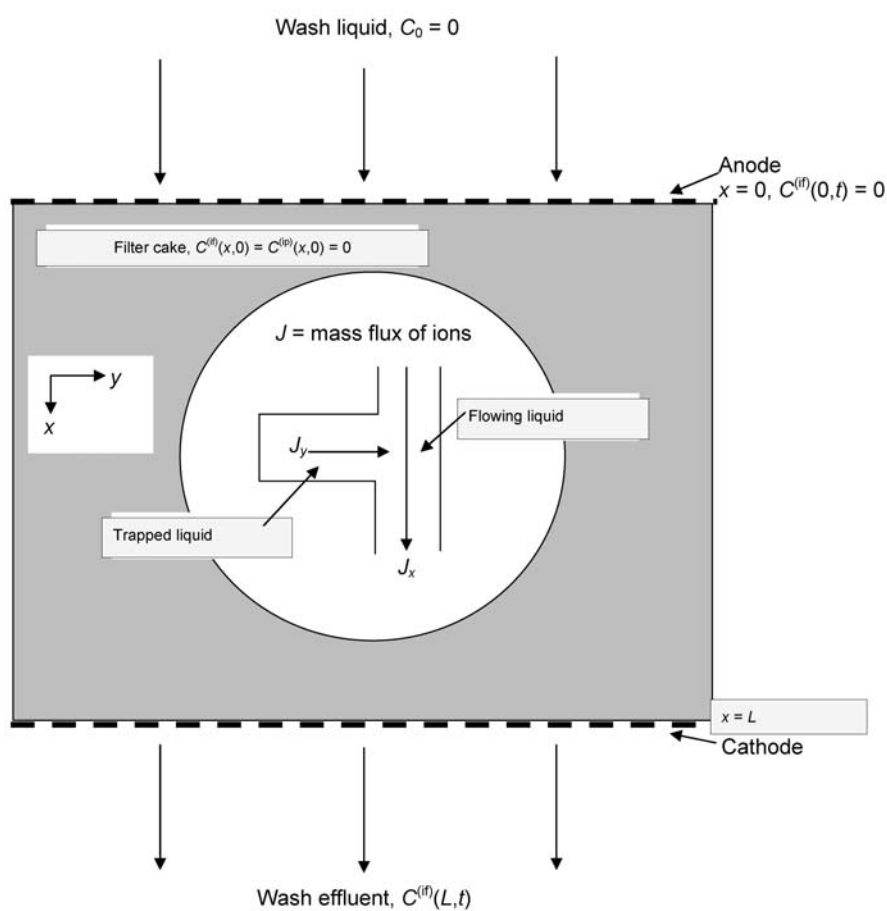 Wash liquid, C₀ = 0
Anode
x = 0, C⁽ⁱᶠ⁾(0,t) = 0
Filter cake, C⁽ⁱᶠ⁾(x,0) = C⁽ⁱᵖ⁾(x,0) = 0
J = mass flux of ions
y
x
Flowing liquid
Jy
Trapped liquid
Jx
x = L
Cathode
Wash effluent, C⁽ⁱᶠ⁾(L,t)